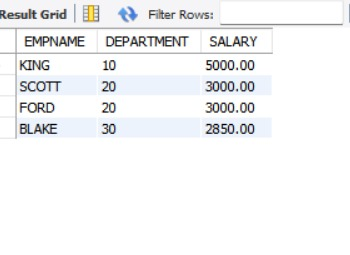 Result Grid Filter Rows:
EMPNAME DEPARTMENT SALARY
KING 10 5000.00
SCOTT 20 3000.00
FORD 20 3000.00
BLAKE 30 2850.00